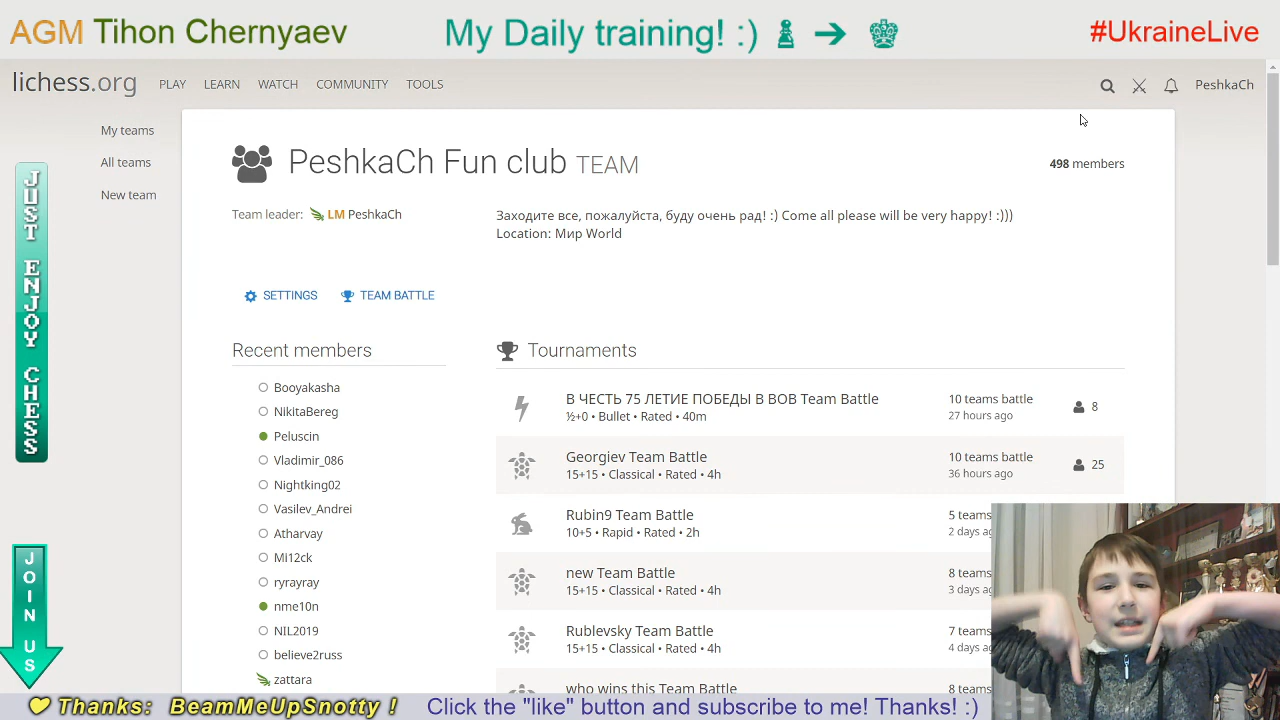 AGM Tihon Chernyaev
My Daily training! :)
#UkraineLive
lichess.org
PLAY
LEARN
WATCH
COMMUNITY
TOOLS
PeshkaCh
My teams
All teams
New team
JUST ENJOY CHESS
JOIN US
PeshkaCh Fun club TEAM
498 members
Team leader: LM PeshkaCh
Заходите все, пожалуйста, буду очень рад! :) Come all please will be very happy! :)))
Location: Мир World
SETTINGS
TEAM BATTLE
Recent members
Booyakasha
NikitaBereg
Peluscin
Vladimir_086
Nightking02
Vasilev_Andrei
Atharvay
Mi12ck
ryrayray
nme10n
NIL2019
believe2russ
zattara
Tournaments
В ЧЕСТЬ 75 ЛЕТИЕ ПОБЕДЫ В ВОВ Team Battle
½+0 • Bullet • Rated • 40m
10 teams battle
27 hours ago
8
Georgiev Team Battle
15+15 • Classical • Rated • 4h
10 teams battle
36 hours ago
25
Rubin9 Team Battle
10+5 • Rapid • Rated • 2h
5 teams
2 days ag
new Team Battle
15+15 • Classical • Rated • 4h
8 teams
3 days ag
Rublevsky Team Battle
15+15 • Classical • Rated • 4h
7 teams
4 days ag
who wins this Team Battle
8 teams
Thanks: BeamMeUpSnotty !
Click the "like" button and subscribe to me! Thanks! :)